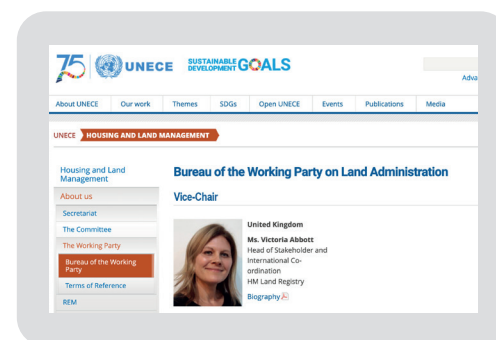 75 UNECE SUSTAINABLE DEVELOPMENT GOALS
Adva
About UNECE Our work Themes SDGs Open UNECE Events Publications Media
UNECE HOUSING AND LAND MANAGEMENT
Housing and Land
Management
About us
Secretariat
The Committee
The Working Party
Bureau of the Working
Party
Terms of Reference
REM
Bureau of the Working Party on Land Administration
Vice-Chair
United Kingdom
Ms. Victoria Abbott
Head of Stakeholder and
International Co-
ordination
HM Land Registry
Biography